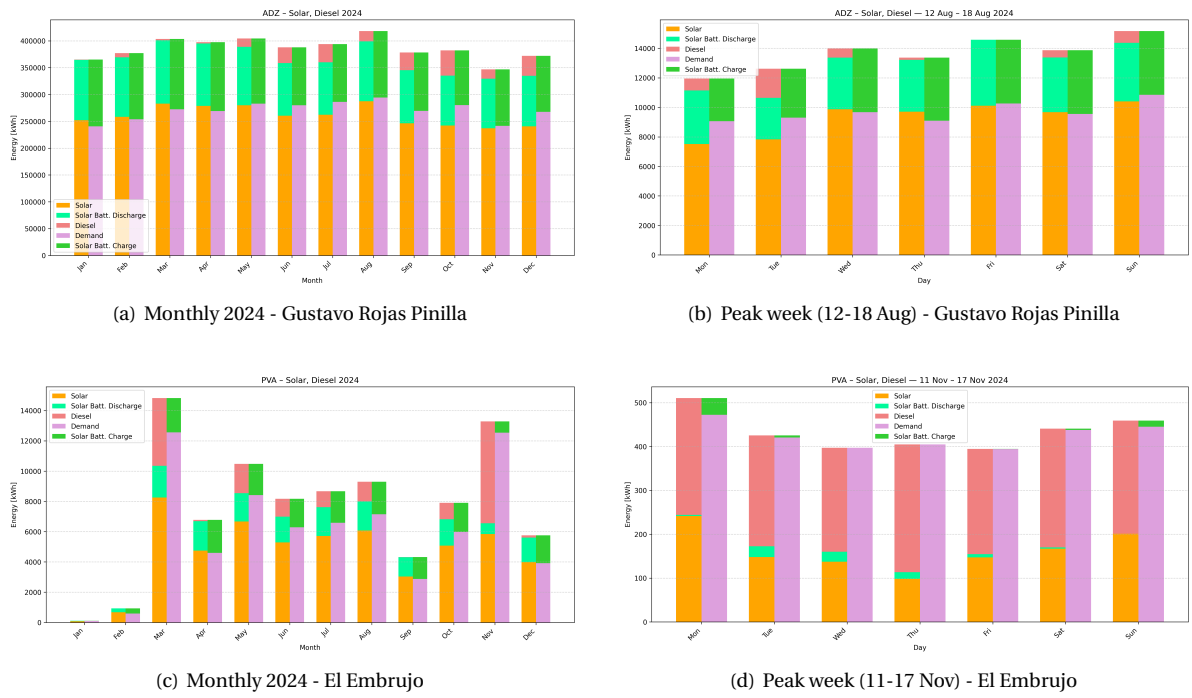 ADZ – Solar, Diesel 2024
Energy [kWh]
400000
350000
300000
250000
200000
150000
100000
50000
0
Solar
Solar Batt. Discharge
Diesel
Demand
Solar Batt. Charge
Jan Feb Mar Apr May Jun Jul Aug Sep Oct Nov Dec
Month
(a) Monthly 2024 - Gustavo Rojas Pinilla
ADZ – Solar, Diesel — 12 Aug – 18 Aug 2024
Energy [kWh]
14000
12000
10000
8000
6000
4000
2000
0
Solar
Solar Batt. Discharge
Diesel
Demand
Solar Batt. Charge
Mon Tue Wed Thu Fri Sat Sun
Day
(b) Peak week (12-18 Aug) - Gustavo Rojas Pinilla
PVA – Solar, Diesel 2024
Energy [kWh]
14000
12000
10000
8000
6000
4000
2000
0
Solar
Solar Batt. Discharge
Diesel
Demand
Solar Batt. Charge
Jan Feb Mar Apr May Jun Jul Aug Sep Oct Nov Dec
Month
(c) Monthly 2024 - El Embrujo
PVA – Solar, Diesel — 11 Nov – 17 Nov 2024
Energy [kWh]
500
400
300
200
100
0
Solar
Solar Batt. Discharge
Diesel
Demand
Solar Batt. Charge
Mon Tue Wed Thu Fri Sat Sun
Day
(d) Peak week (11-17 Nov) - El Embrujo